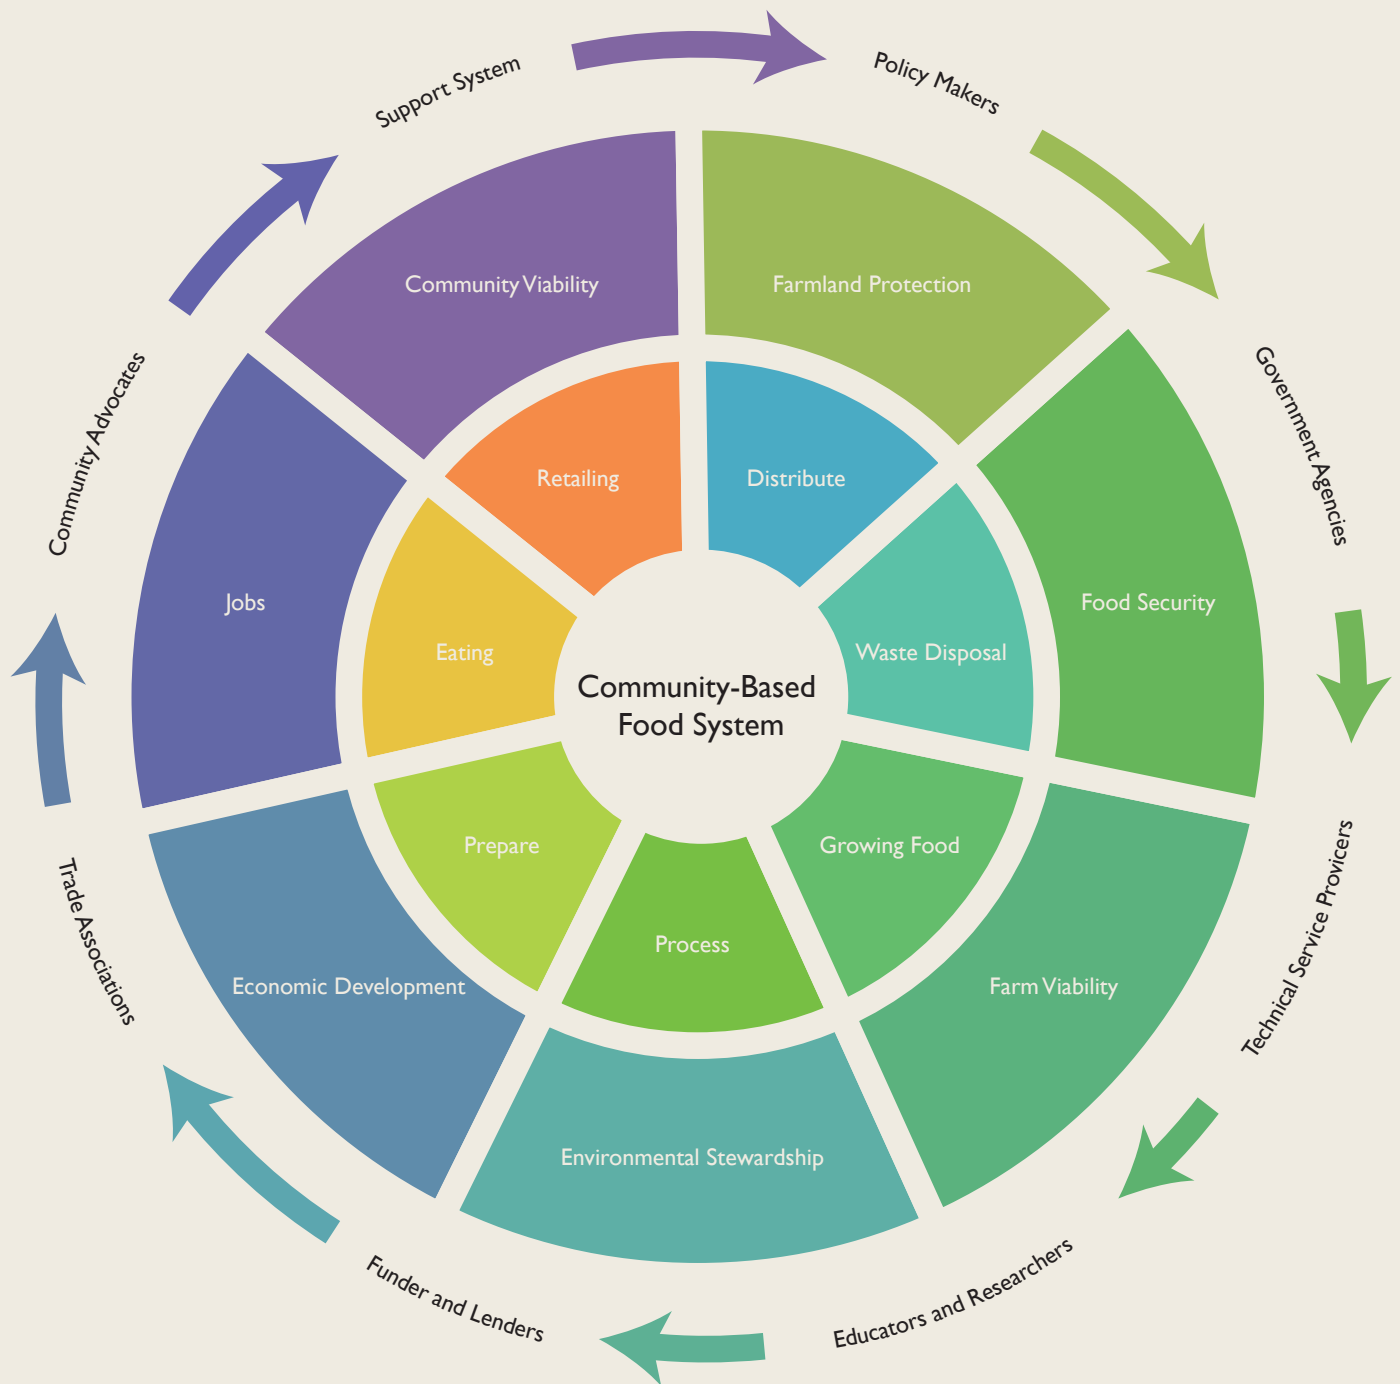 Support System
Policy Makers
Government Agencies
Technical Service Provicers
Educators and Researchers
Funder and Lenders
Trade Associations
Community Advocates
Community Viability
Farmland Protection
Food Security
Farm Viability
Environmental Stewardship
Economic Development
Jobs
Retailing
Distribute
Waste Disposal
Growing Food
Process
Prepare
Eating
Community-Based
Food System